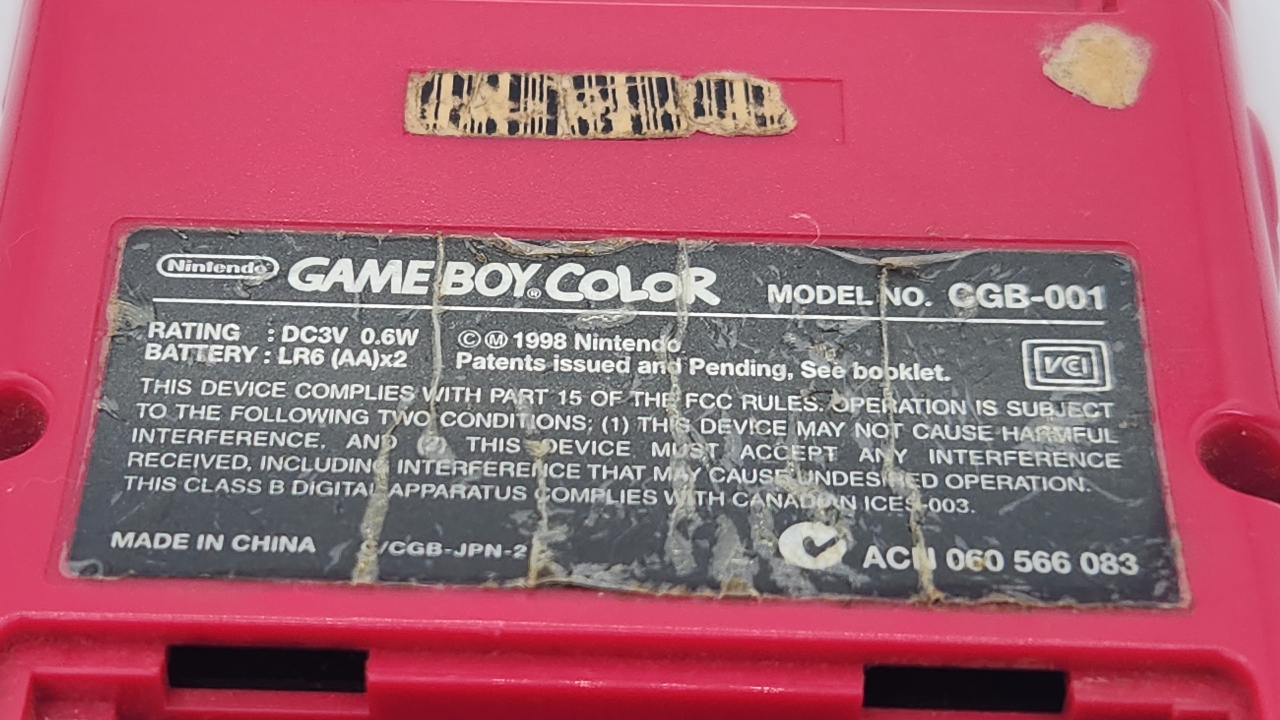 Nintendo GAME BOY® COLOR MODEL NO. CGB-001
RATING : DC3V 0.6W
BATTERY : LR6 (AA)x2
©Ⓜ 1998 Nintendo
Patents issued and Pending, See booklet.
VCI
THIS DEVICE COMPLIES WITH PART 15 OF THE FCC RULES. OPERATION IS SUBJECT
TO THE FOLLOWING TWO CONDITIONS; (1) THIS DEVICE MAY NOT CAUSE HARMFUL
INTERFERENCE, AND (2) THIS DEVICE MUST ACCEPT ANY INTERFERENCE
RECEIVED, INCLUDING INTERFERENCE THAT MAY CAUSE UNDESIRED OPERATION.
THIS CLASS B DIGITAL APPARATUS COMPLIES WITH CANADIAN ICES-003.
MADE IN CHINA /CGB-JPN-2 ACN 060 566 083